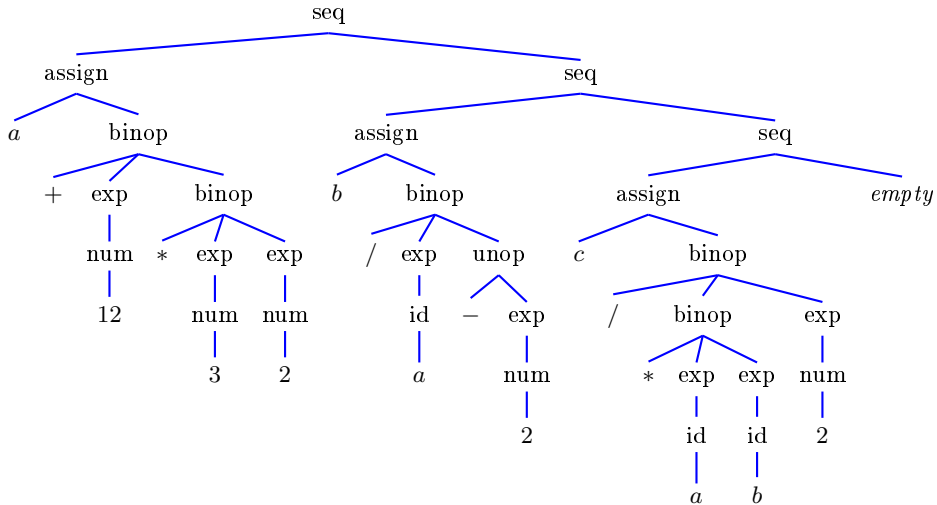 seq
assign seq
a binop assign seq
+ exp binop b binop assign empty
num * exp exp / exp unop c binop
12 num num id − exp / binop exp
3 2 a num * exp exp num
2 id id 2
a b